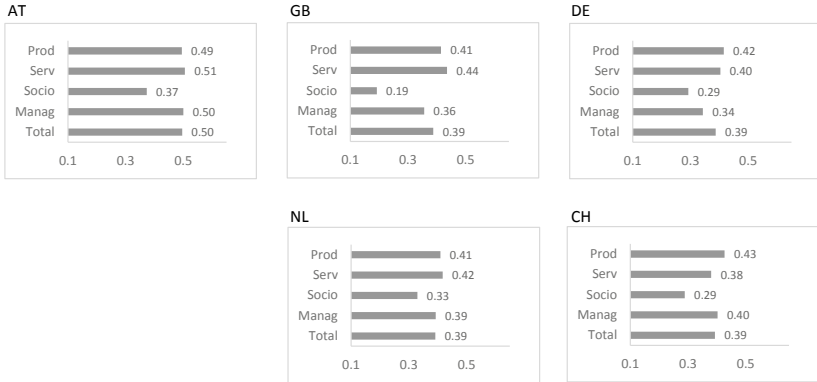 AT
Prod 0.49
Serv 0.51
Socio 0.37
Manag 0.50
Total 0.50
0.1 0.3 0.5
GB
Prod 0.41
Serv 0.44
Socio 0.19
Manag 0.36
Total 0.39
0.1 0.3 0.5
DE
Prod 0.42
Serv 0.40
Socio 0.29
Manag 0.34
Total 0.39
0.1 0.3 0.5
NL
Prod 0.41
Serv 0.42
Socio 0.33
Manag 0.39
Total 0.39
0.1 0.3 0.5
CH
Prod 0.43
Serv 0.38
Socio 0.29
Manag 0.40
Total 0.39
0.1 0.3 0.5